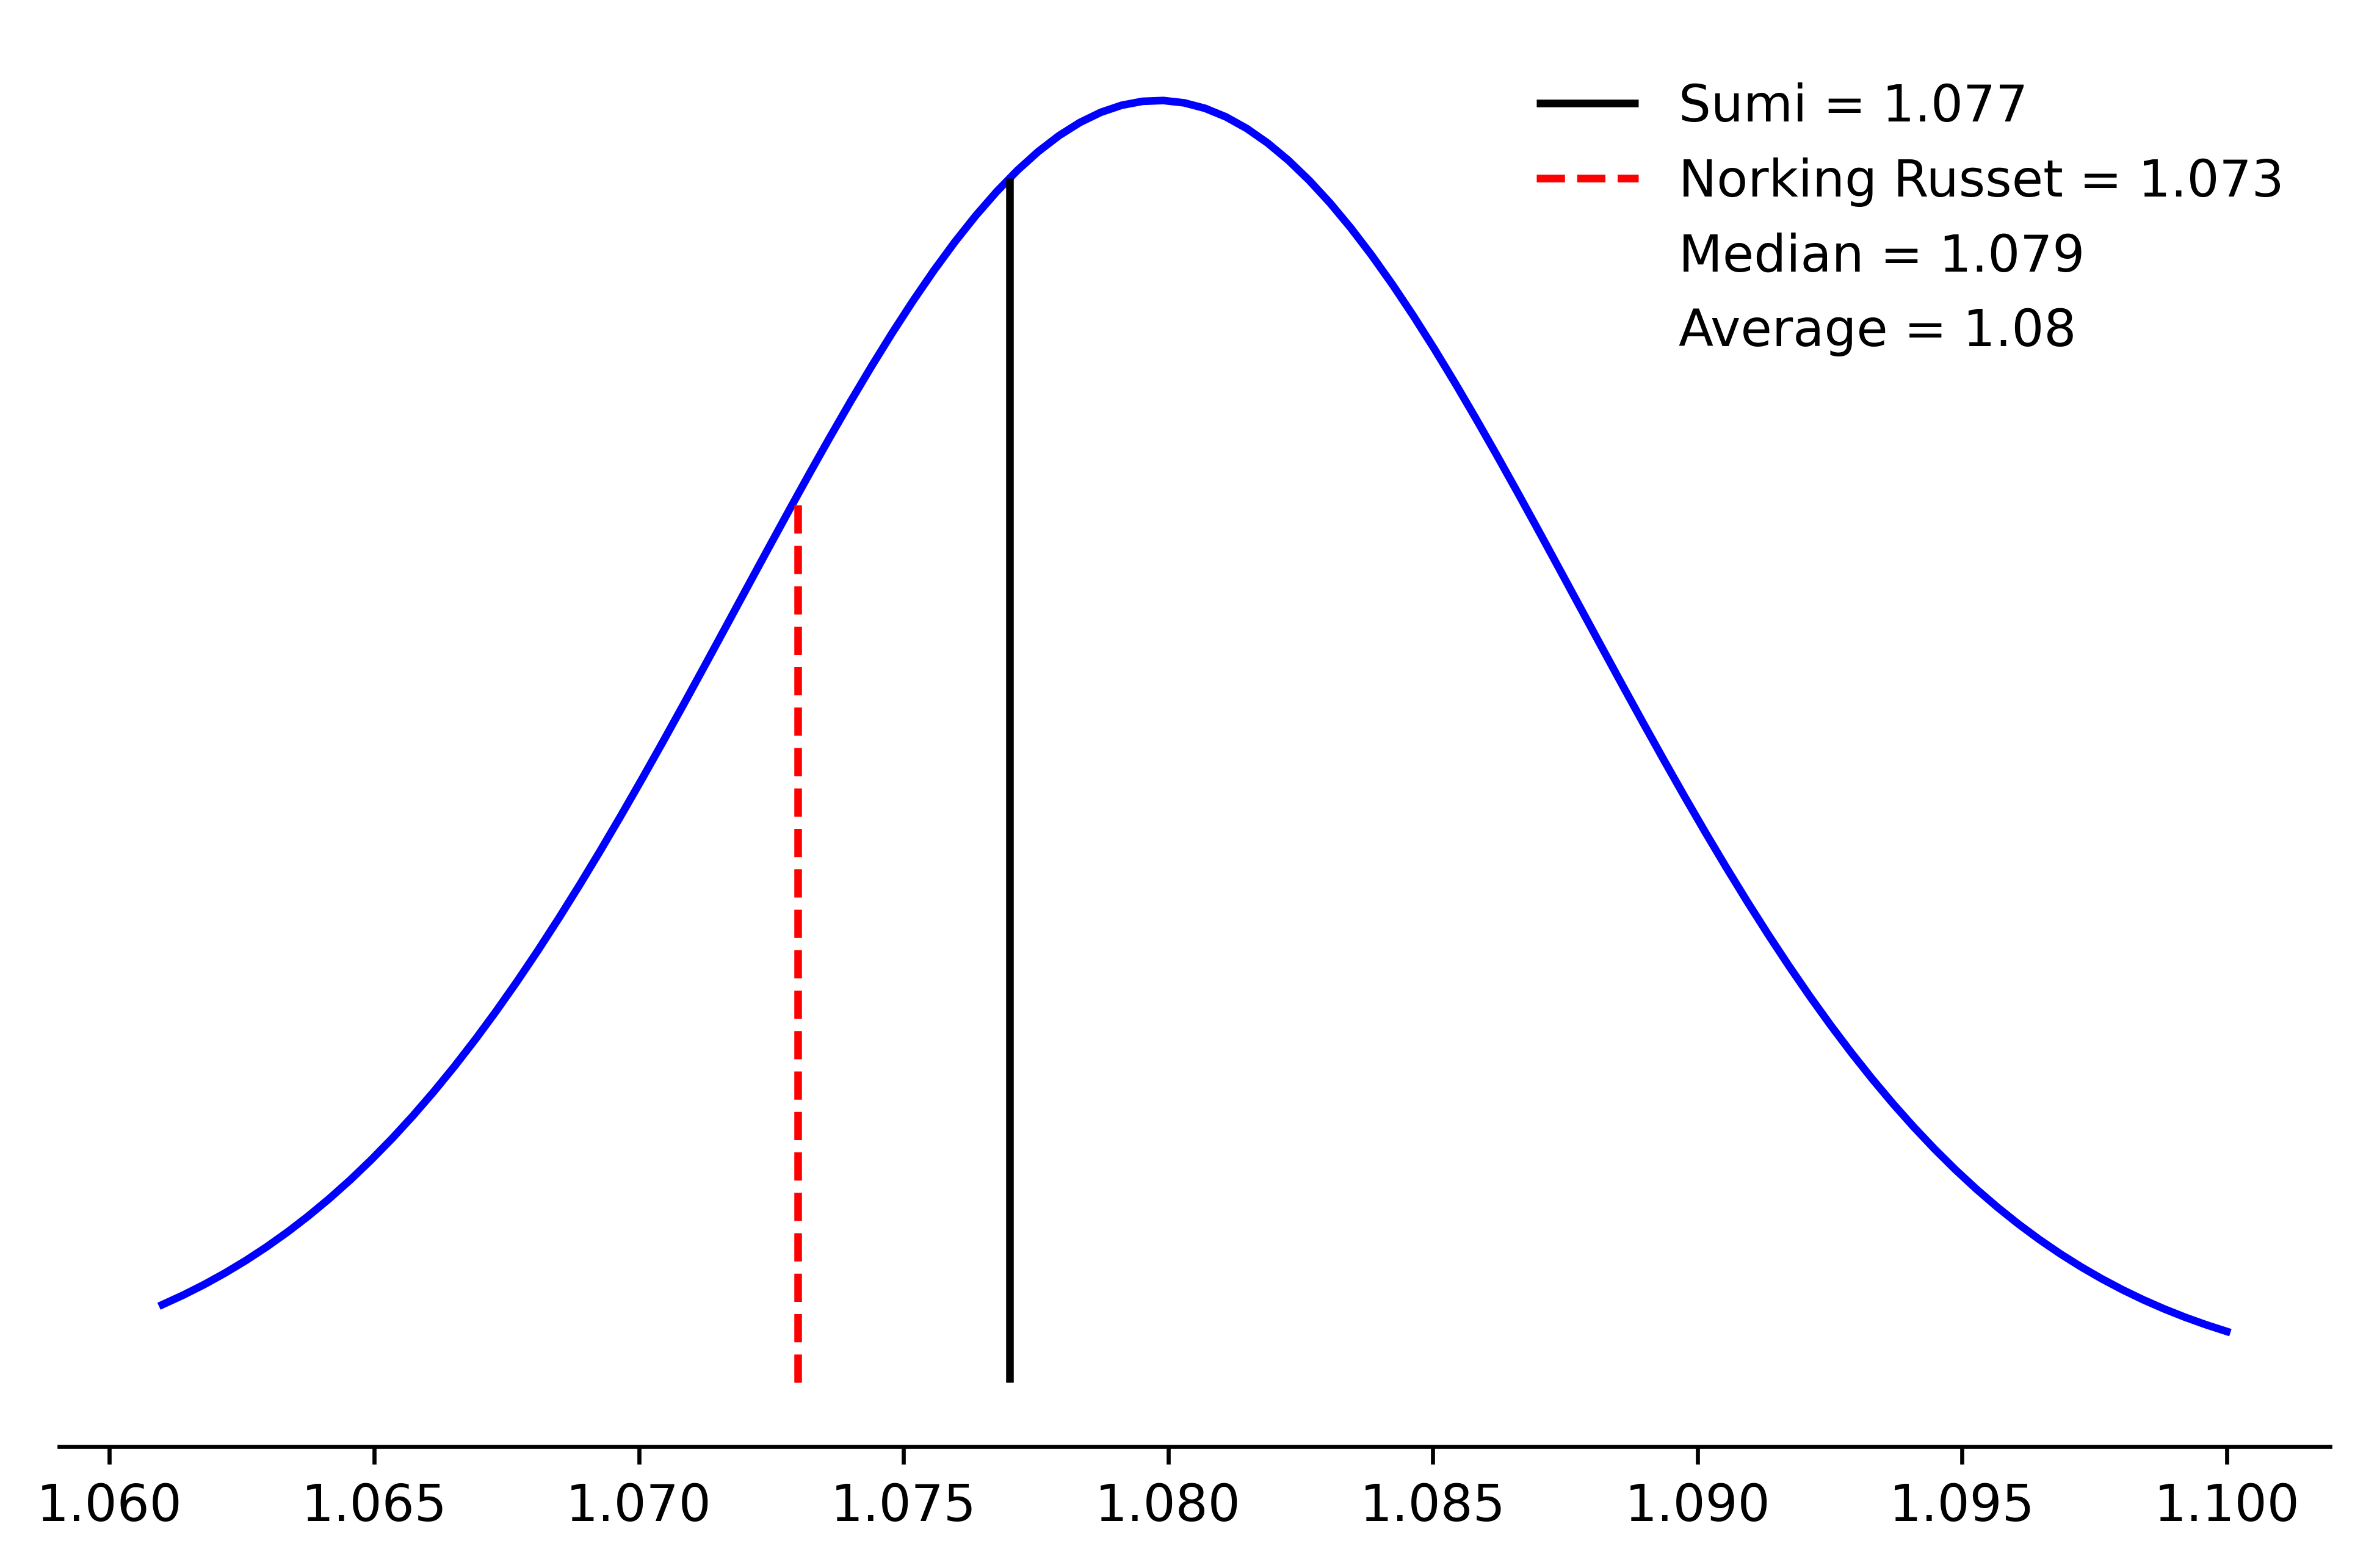 Sumi = 1.077
Norking Russet = 1.073
Median = 1.079
Average = 1.08
1.060 1.065 1.070 1.075 1.080 1.085 1.090 1.095 1.100